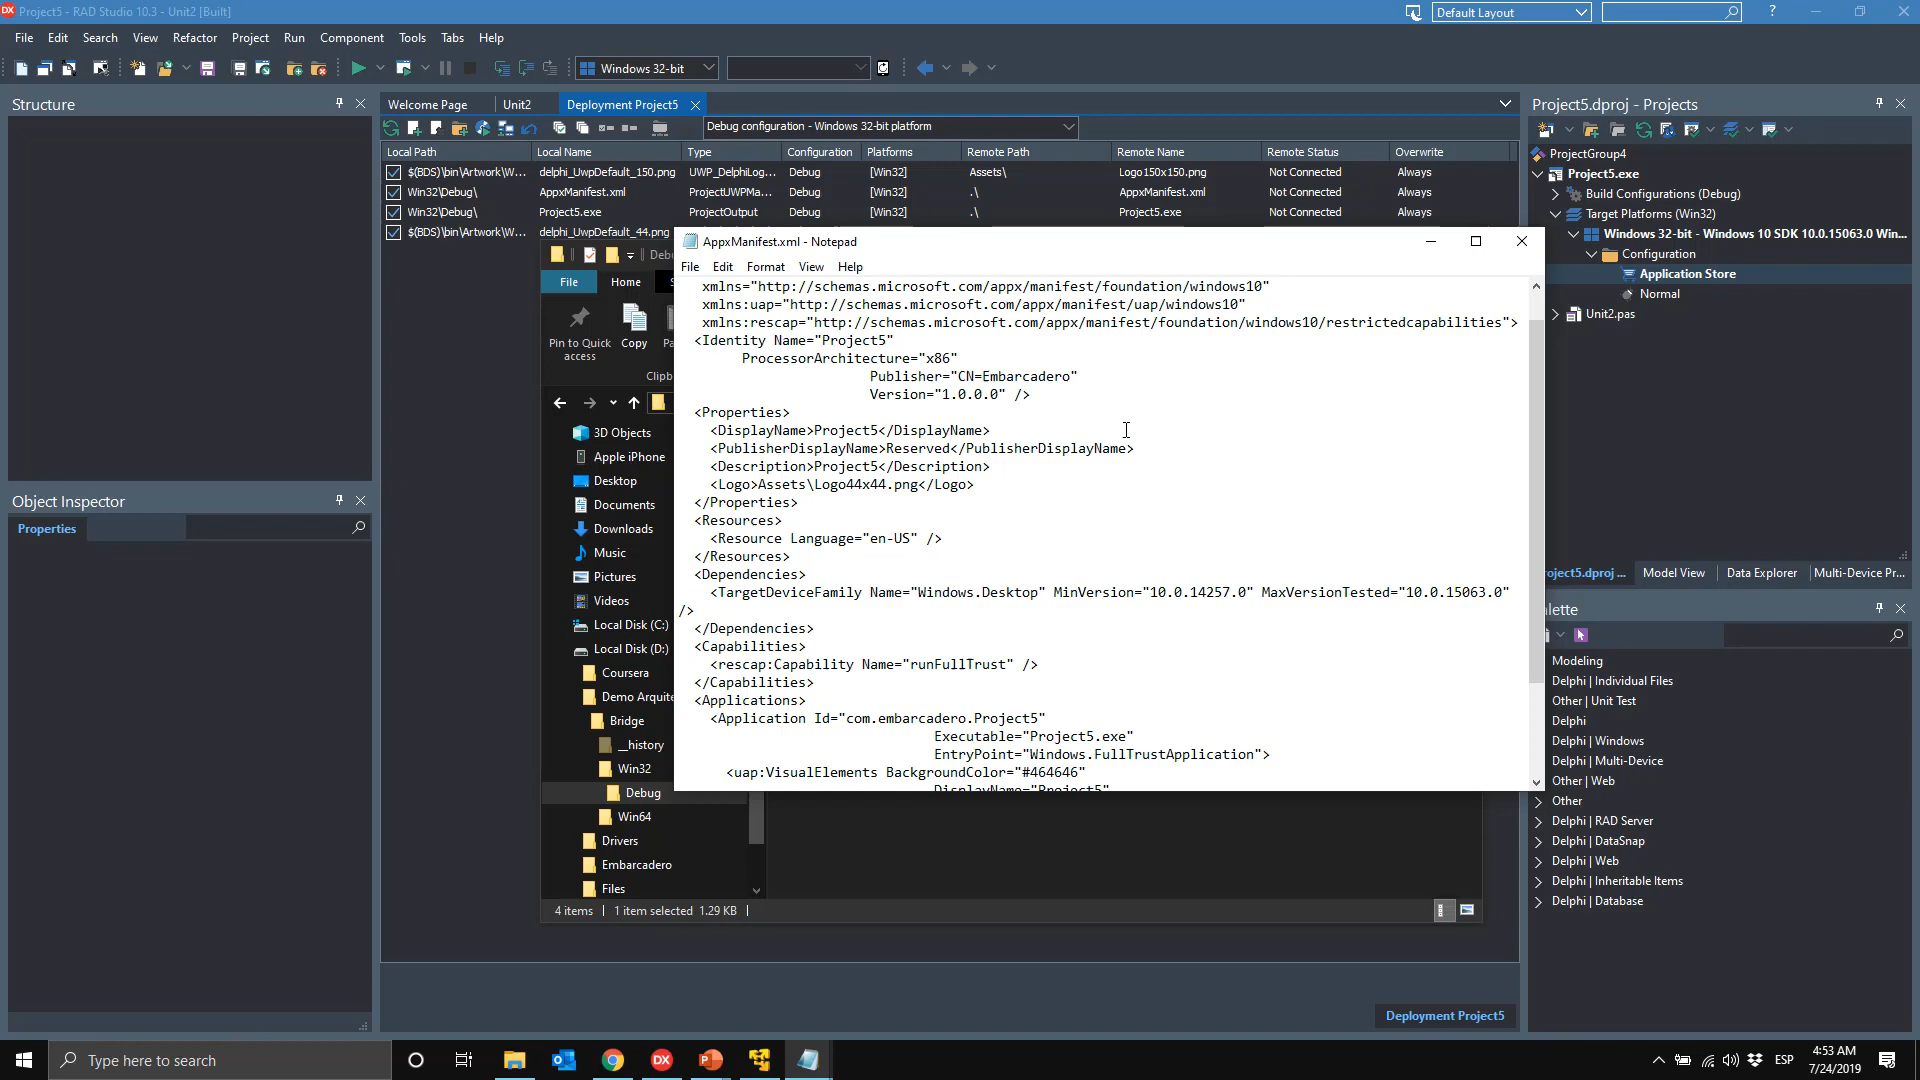 Project5 - RAD Studio 10.3 - Unit2 [Built]
Default Layout
File Edit Search View Refactor Project Run Component Tools Tabs Help
Windows 32-bit
Structure
Welcome Page Unit2 Deployment Project5
Debug configuration - Windows 32-bit platform
Local Path Local Name Type Configuration Platforms Remote Path Remote Name Remote Status Overwrite
$(BDS)\bin\Artwork\W... delphi_UwpDefault_150.png UWP_DelphiLog... Debug [Win32] Assets\ Logo150x150.png Not Connected Always
Win32\Debug\ AppxManifest.xml ProjectUWPMa... Debug [Win32] .\ AppxManifest.xml Not Connected Always
Win32\Debug\ Project5.exe ProjectOutput Debug [Win32] .\ Project5.exe Not Connected Always
$(BDS)\bin\Artwork\W... delphi_UwpDefault_44.png
Object Inspector
Properties
File Home
Pin to Quick access
Copy
Clipb
3D Objects
Apple iPhone
Desktop
Documents
Downloads
Music
Pictures
Videos
Local Disk (C:)
Local Disk (D:)
Coursera
Demo Arquite
Bridge
__history
Win32
Debug
Win64
Drivers
Embarcadero
Files
4 items 1 item selected 1.29 KB
AppxManifest.xml - Notepad
File Edit Format View Help
xmlns="http://schemas.microsoft.com/appx/manifest/foundation/windows10"
xmlns:uap="http://schemas.microsoft.com/appx/manifest/uap/windows10"
xmlns:rescap="http://schemas.microsoft.com/appx/manifest/foundation/windows10/restrictedcapabilities">
<Identity Name="Project5"
ProcessorArchitecture="x86"
Publisher="CN=Embarcadero"
Version="1.0.0.0" />
<Properties>
<DisplayName>Project5</DisplayName>
<PublisherDisplayName>Reserved</PublisherDisplayName>
<Description>Project5</Description>
<Logo>Assets\Logo44x44.png</Logo>
</Properties>
<Resources>
<Resource Language="en-US" />
</Resources>
<Dependencies>
<TargetDeviceFamily Name="Windows.Desktop" MinVersion="10.0.14257.0" MaxVersionTested="10.0.15063.0"
/>
</Dependencies>
<Capabilities>
<rescap:Capability Name="runFullTrust" />
</Capabilities>
<Applications>
<Application Id="com.embarcadero.Project5"
Executable="Project5.exe"
EntryPoint="Windows.FullTrustApplication">
<uap:VisualElements BackgroundColor="#464646"
DisplayName="Project5"
Deployment Project5
Project5.dproj - Projects
ProjectGroup4
Project5.exe
Build Configurations (Debug)
Target Platforms (Win32)
Windows 32-bit - Windows 10 SDK 10.0.15063.0 Win...
Configuration
Application Store
Normal
Unit2.pas
oject5.dproj ... Model View Data Explorer Multi-Device Pr...
lette
Modeling
Delphi | Individual Files
Other | Unit Test
Delphi
Delphi | Windows
Delphi | Multi-Device
Other | Web
Other
Delphi | RAD Server
Delphi | DataSnap
Delphi | Web
Delphi | Inheritable Items
Delphi | Database
Type here to search
ESP
4:53 AM
7/24/2019